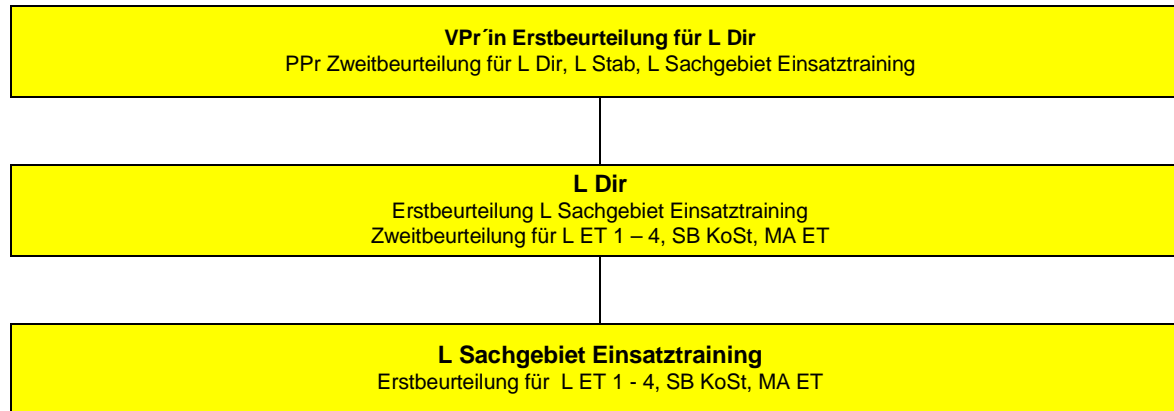 VPr´in Erstbeurteilung für L Dir
PPr Zweitbeurteilung für L Dir, L Stab, L Sachgebiet Einsatztraining
L Dir
Erstbeurteilung L Sachgebiet Einsatztraining
Zweitbeurteilung für L ET 1 – 4, SB KoSt, MA ET
L Sachgebiet Einsatztraining
Erstbeurteilung für  L ET 1 - 4, SB KoSt, MA ET